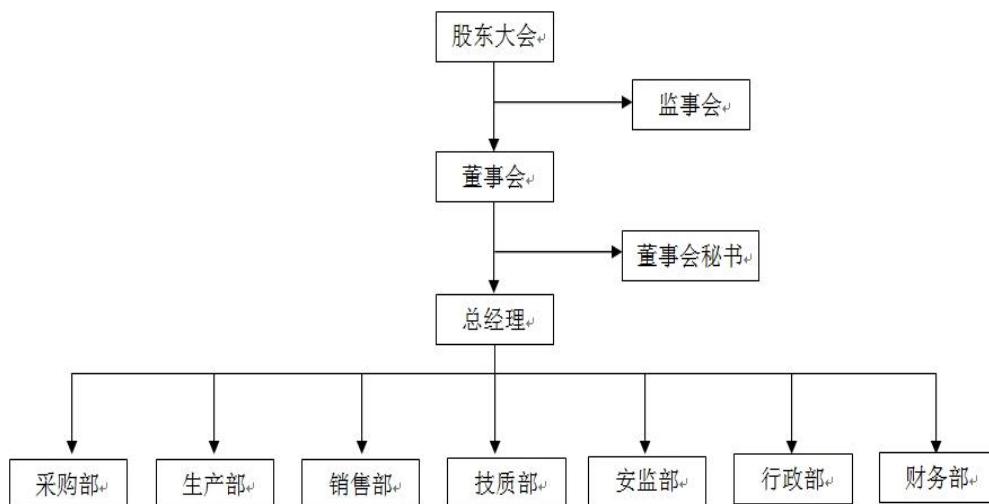 股东大会
监事会
董事会
董事会秘书
总经理
采购部
生产部
销售部
技质部
安监部
行政部
财务部